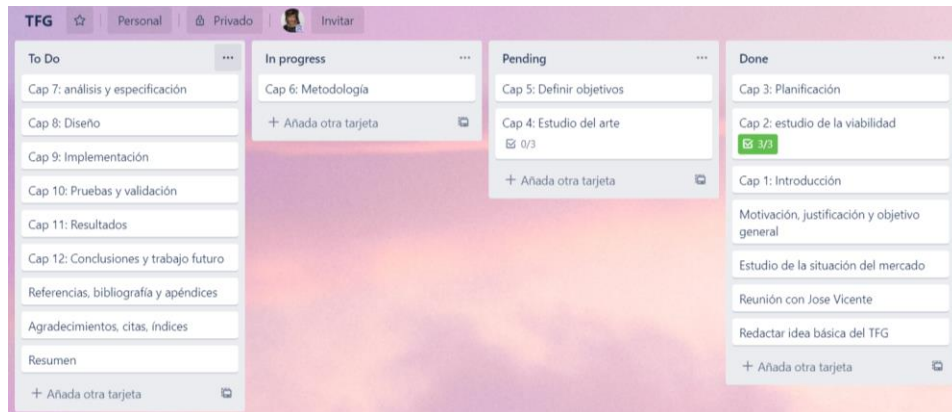 TFG
Personal
Privado
Invitar
To Do
Cap 7: análisis y especificación
Cap 8: Diseño
Cap 9: Implementación
Cap 10: Pruebas y validación
Cap 11: Resultados
Cap 12: Conclusiones y trabajo futuro
Referencias, bibliografía y apéndices
Agradecimientos, citas, índices
Resumen
+ Añada otra tarjeta
In progress
Cap 6: Metodología
+ Añada otra tarjeta
Pending
Cap 5: Definir objetivos
Cap 4: Estudio del arte
0/3
+ Añada otra tarjeta
Done
Cap 3: Planificación
Cap 2: estudio de la viabilidad
3/3
Cap 1: Introducción
Motivación, justificación y objetivo
general
Estudio de la situación del mercado
Reunión con Jose Vicente
Redactar idea básica del TFG
+ Añada otra tarjeta